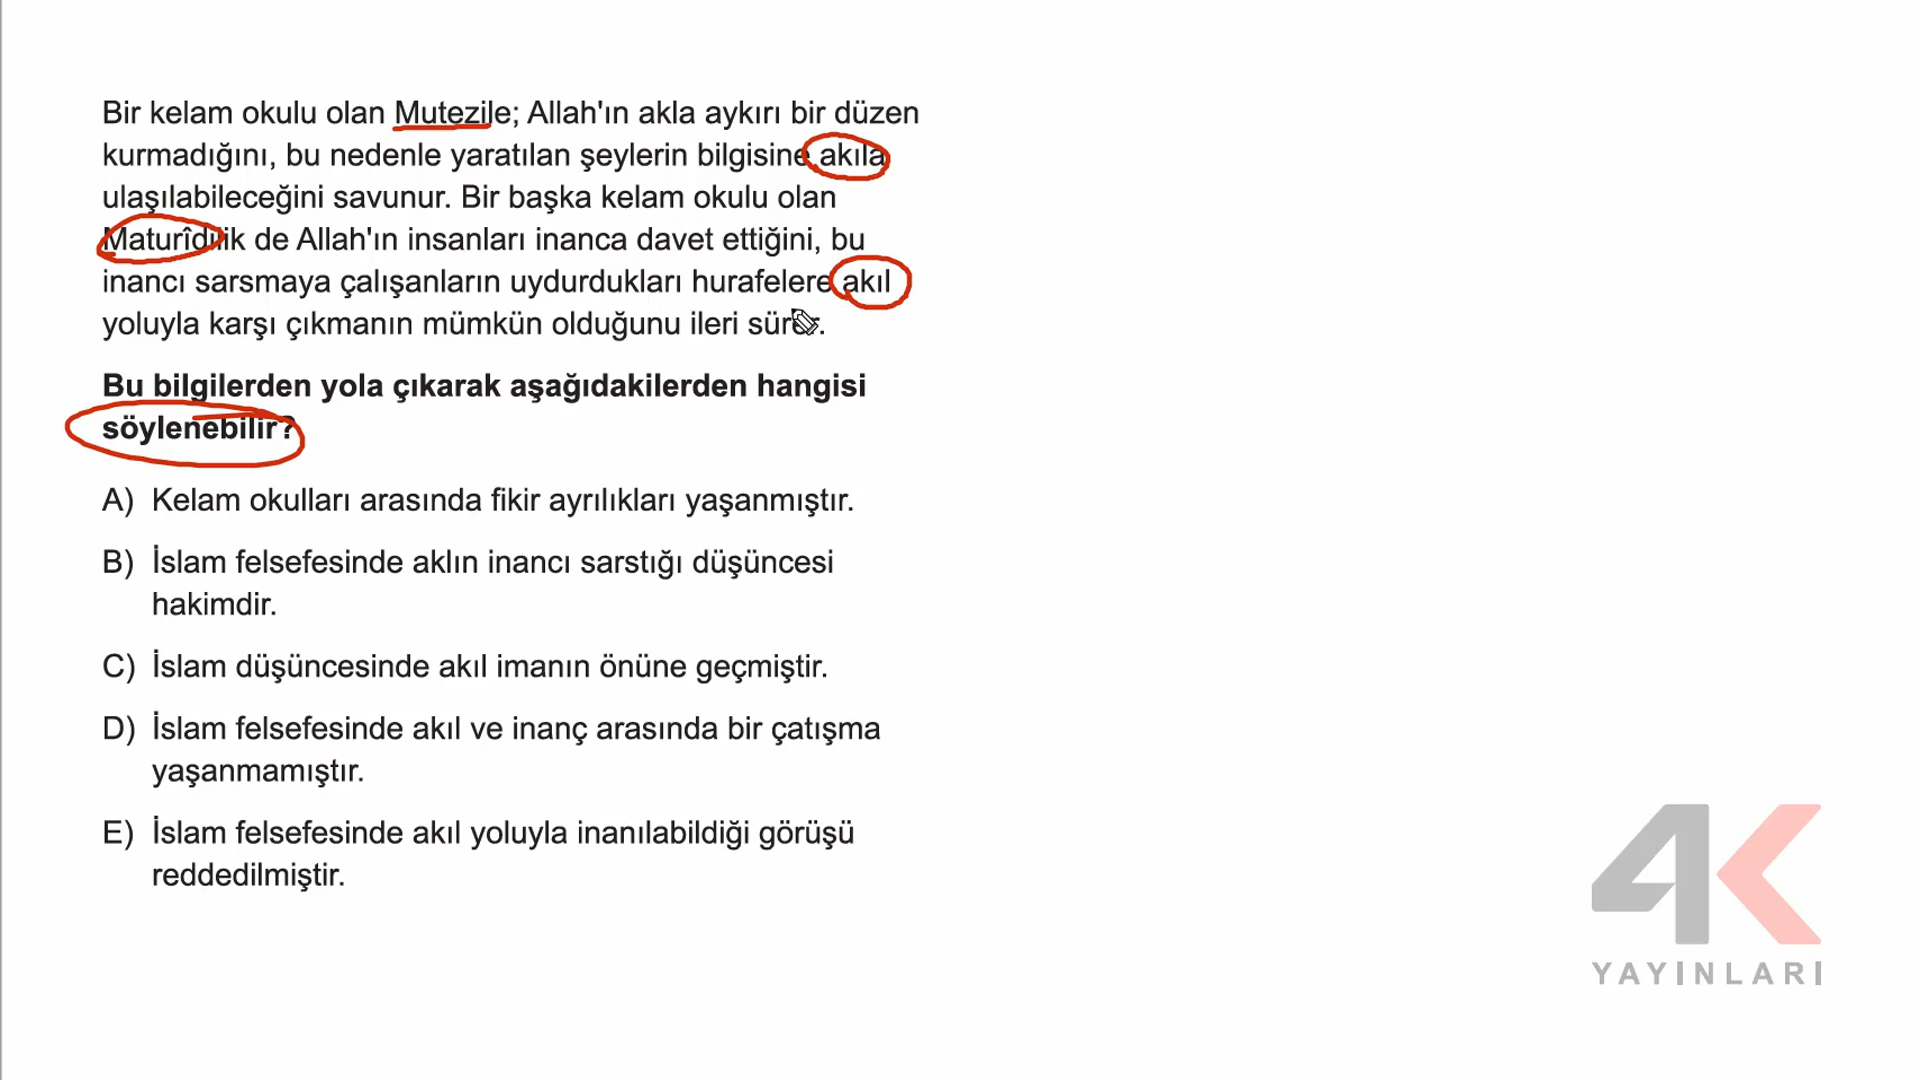 Bir kelam okulu olan Mutezile; Allah'ın akla aykırı bir düzen
kurmadığını, bu nedenle yaratılan şeylerin bilgisine akıla
ulaşılabileceğini savunur. Bir başka kelam okulu olan
Maturîdilik de Allah'ın insanları inanca davet ettiğini, bu
inancı sarsmaya çalışanların uydurdukları hurafelere akıl
yoluyla karşı çıkmanın mümkün olduğunu ileri sürer.
Bu bilgilerden yola çıkarak aşağıdakilerden hangisi
söylenebilir?
A) Kelam okulları arasında fikir ayrılıkları yaşanmıştır.
B) İslam felsefesinde aklın inancı sarstığı düşüncesi
hakimdir.
C) İslam düşüncesinde akıl imanın önüne geçmiştir.
D) İslam felsefesinde akıl ve inanç arasında bir çatışma
yaşanmamıştır.
E) İslam felsefesinde akıl yoluyla inanılabildiği görüşü
reddedilmiştir.
4K
YAYINLARI